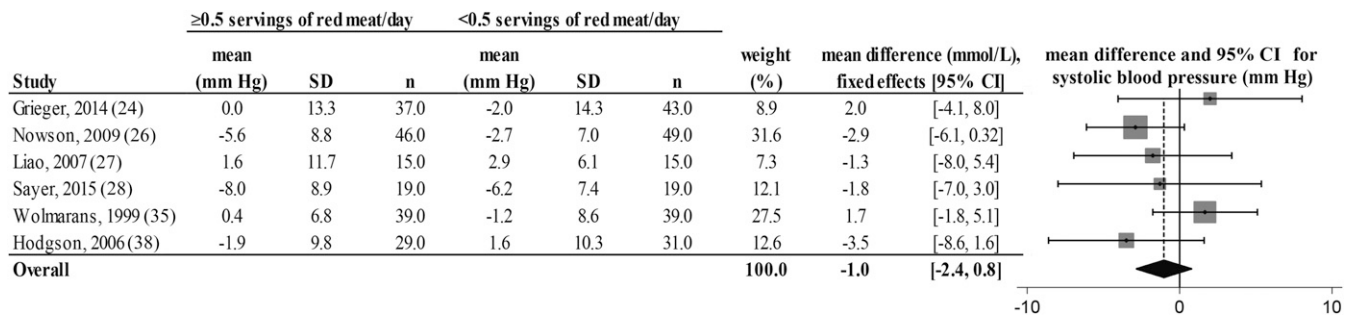 ≥0.5 servings of red meat/day <0.5 servings of red meat/day
mean mean weight mean difference (mmol/L), mean difference and 95% CI for
Study (mm Hg) SD n (mm Hg) SD n (%) fixed effects [95% CI] systolic blood pressure (mm Hg)
Grieger, 2014 (24) 0.0 13.3 37.0 -2.0 14.3 43.0 8.9 2.0 [-4.1, 8.0]
Nowson, 2009 (26) -5.6 8.8 46.0 -2.7 7.0 49.0 31.6 -2.9 [-6.1, 0.32]
Liao, 2007 (27) 1.6 11.7 15.0 2.9 6.1 15.0 7.3 -1.3 [-8.0, 5.4]
Sayer, 2015 (28) -8.0 8.9 19.0 -6.2 7.4 19.0 12.1 -1.8 [-7.0, 3.0]
Wolmarans, 1999 (35) 0.4 6.8 39.0 -1.2 8.6 39.0 27.5 1.7 [-1.8, 5.1]
Hodgson, 2006 (38) -1.9 9.8 29.0 1.6 10.3 31.0 12.6 -3.5 [-8.6, 1.6]
Overall 100.0 -1.0 [-2.4, 0.8]
-10 0 10